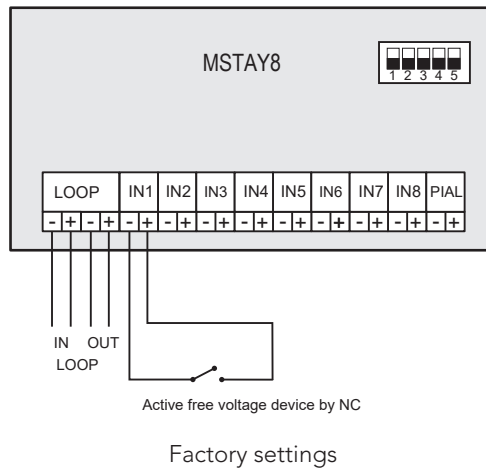 MSTAY8
1 2 3 4 5
LOOP IN1 IN2 IN3 IN4 IN5 IN6 IN7 IN8 PIAL
- + - + - + - + - + - + - + - + - + - + - +
IN OUT
LOOP
Active free voltage device by NC
Factory settings